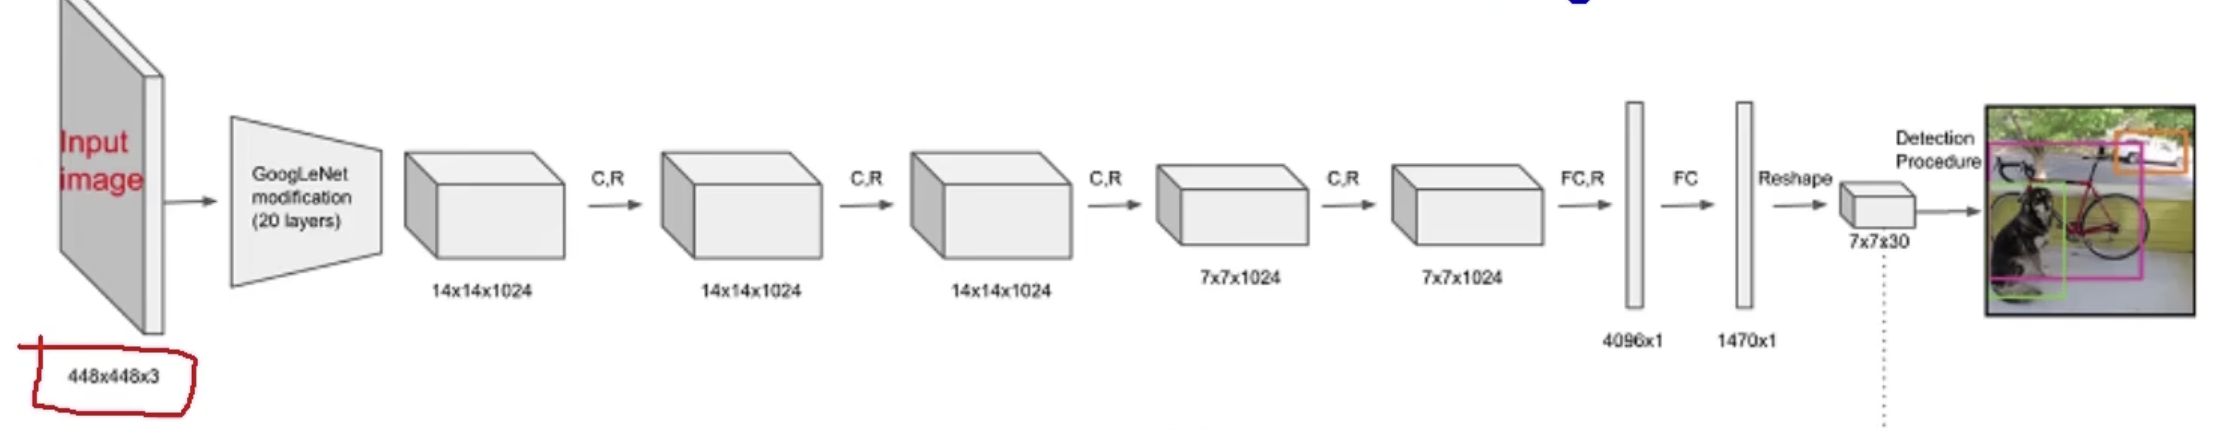 Input
image
448x448x3
GoogLeNet
modification
(20 layers)
14x14x1024
C,R
14x14x1024
C,R
14x14x1024
C,R
7x7x1024
C,R
7x7x1024
FC,R
4096x1
FC
1470x1
Reshape
7x7x30
Detection
Procedure